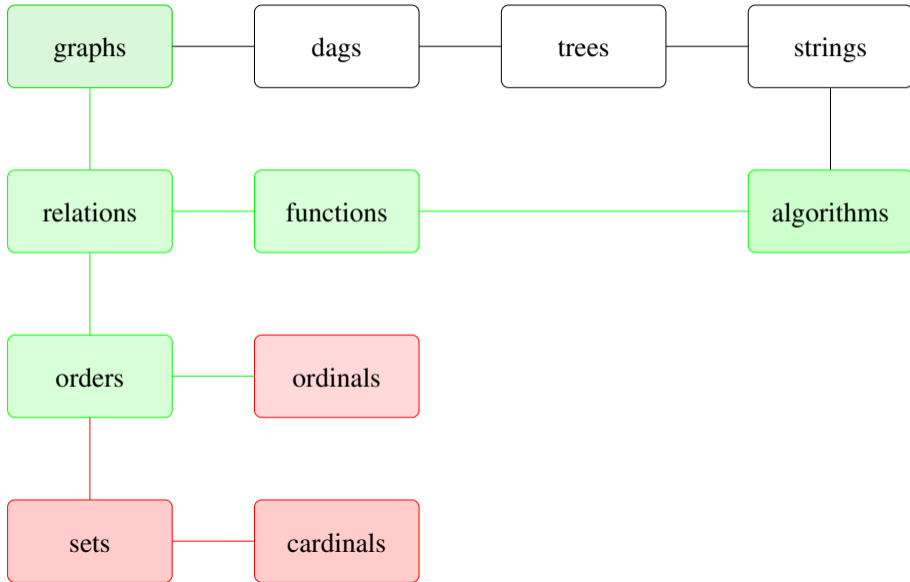 graphs
dags
trees
strings
relations
functions
algorithms
orders
ordinals
sets
cardinals